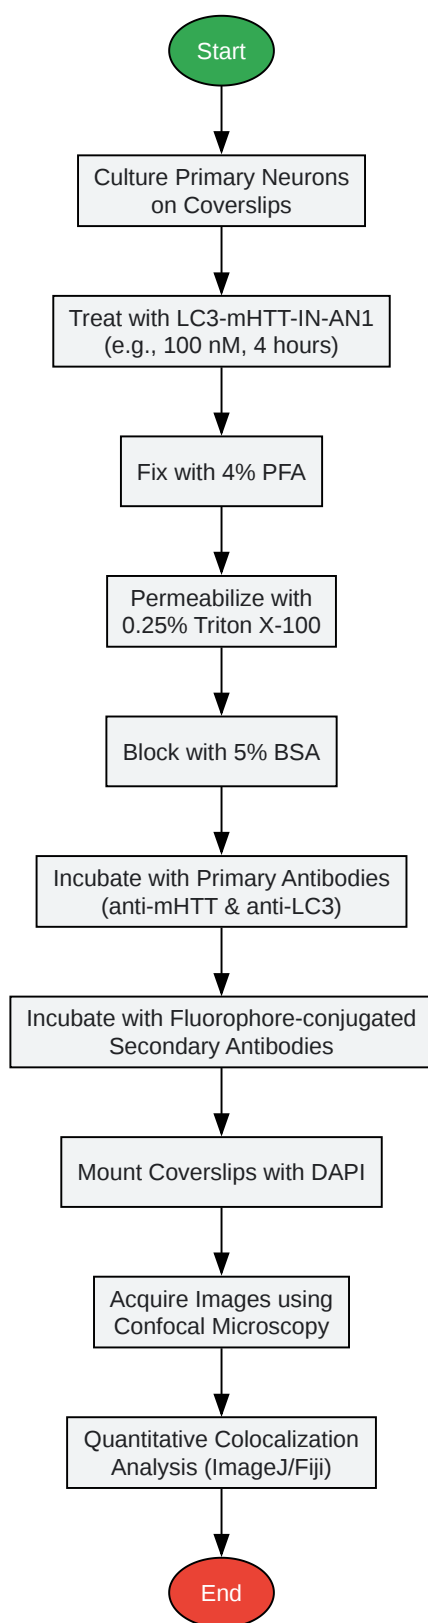 Start
Culture Primary Neurons
on Coverslips
Treat with LC3-mHTT-IN-AN1
(e.g., 100 nM, 4 hours)
Fix with 4% PFA
Permeabilize with
0.25% Triton X-100
Block with 5% BSA
Incubate with Primary Antibodies
(anti-mHTT & anti-LC3)
Incubate with Fluorophore-conjugated
Secondary Antibodies
Mount Coverslips with DAPI
Acquire Images using
Confocal Microscopy
Quantitative Colocalization
Analysis (ImageJ/Fiji)
End